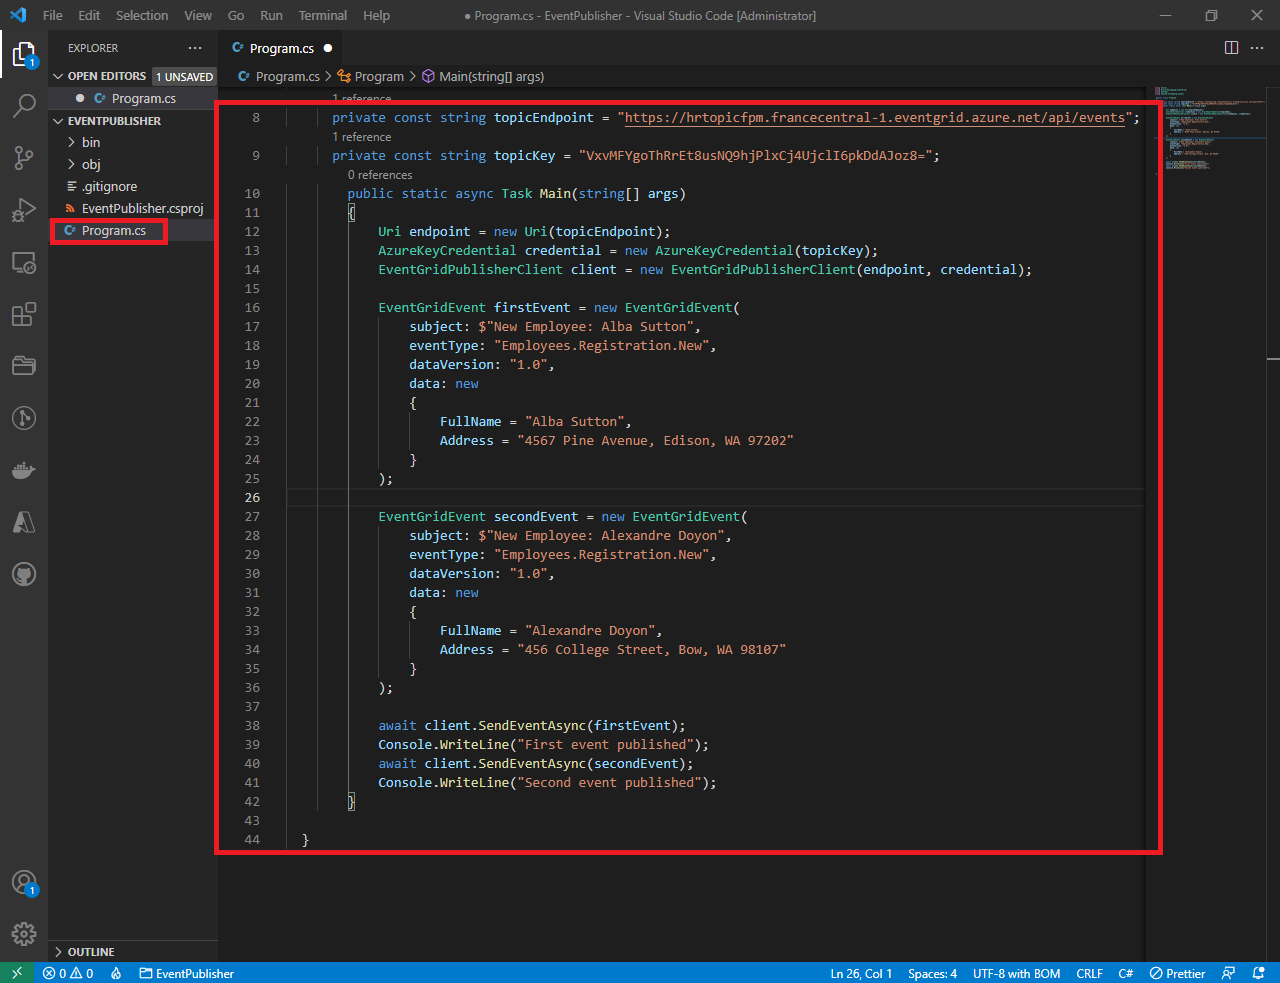 File Edit Selection View Go Run Terminal Help
● Program.cs - EventPublisher - Visual Studio Code [Administrator]
EXPLORER ···
OPEN EDITORS 1 UNSAVED
C# Program.cs
EVENTPUBLISHER
bin
obj
.gitignore
EventPublisher.csproj
C# Program.cs
OUTLINE
1
1
C# Program.cs ●
C# Program.cs > Program > Main(string[] args)
1 reference
8 private const string topicEndpoint = "https://hrtopicfpm.francecentral-1.eventgrid.azure.net/api/events";
1 reference
9 private const string topicKey = "VxvMFYgoThRrEt8usNQ9hjPlxCj4UjclI6pkDdAJoz8=";
0 references
10 public static async Task Main(string[] args)
11 {
12 Uri endpoint = new Uri(topicEndpoint);
13 AzureKeyCredential credential = new AzureKeyCredential(topicKey);
14 EventGridPublisherClient client = new EventGridPublisherClient(endpoint, credential);
15
16 EventGridEvent firstEvent = new EventGridEvent(
17 subject: $"New Employee: Alba Sutton",
18 eventType: "Employees.Registration.New",
19 dataVersion: "1.0",
20 data: new
21 {
22 FullName = "Alba Sutton",
23 Address = "4567 Pine Avenue, Edison, WA 97202"
24 }
25 );
26
27 EventGridEvent secondEvent = new EventGridEvent(
28 subject: $"New Employee: Alexandre Doyon",
29 eventType: "Employees.Registration.New",
30 dataVersion: "1.0",
31 data: new
32 {
33 FullName = "Alexandre Doyon",
34 Address = "456 College Street, Bow, WA 98107"
35 }
36 );
37
38 await client.SendEventAsync(firstEvent);
39 Console.WriteLine("First event published");
40 await client.SendEventAsync(secondEvent);
41 Console.WriteLine("Second event published");
42 }
43
44 }
0 0 EventPublisher Ln 26, Col 1 Spaces: 4 UTF-8 with BOM CRLF C# Prettier